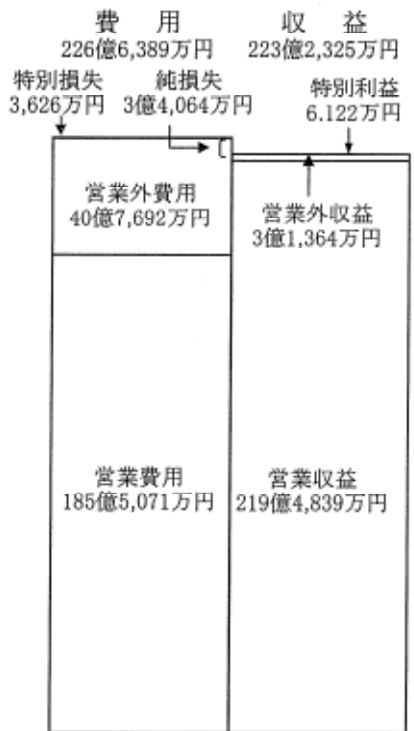 費用
226億6,389万円
収益
223億2,325万円
特別損失
3,626万円
純損失
3億4,064万円
特別利益
6.122万円
営業外費用
40億7,692万円
営業外収益
3億1,364万円
営業費用
185億5,071万円
営業収益
219億4,839万円